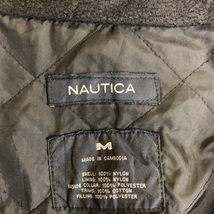 NAUTICA
M
MADE IN CAMBODIA
SHELL: 100% NYLON
LINING: 100% NYLON
INSIDE COLLAR: 100% POLYESTER
TRIMS: 100% COTTON
FILLING: 100% POLYESTER